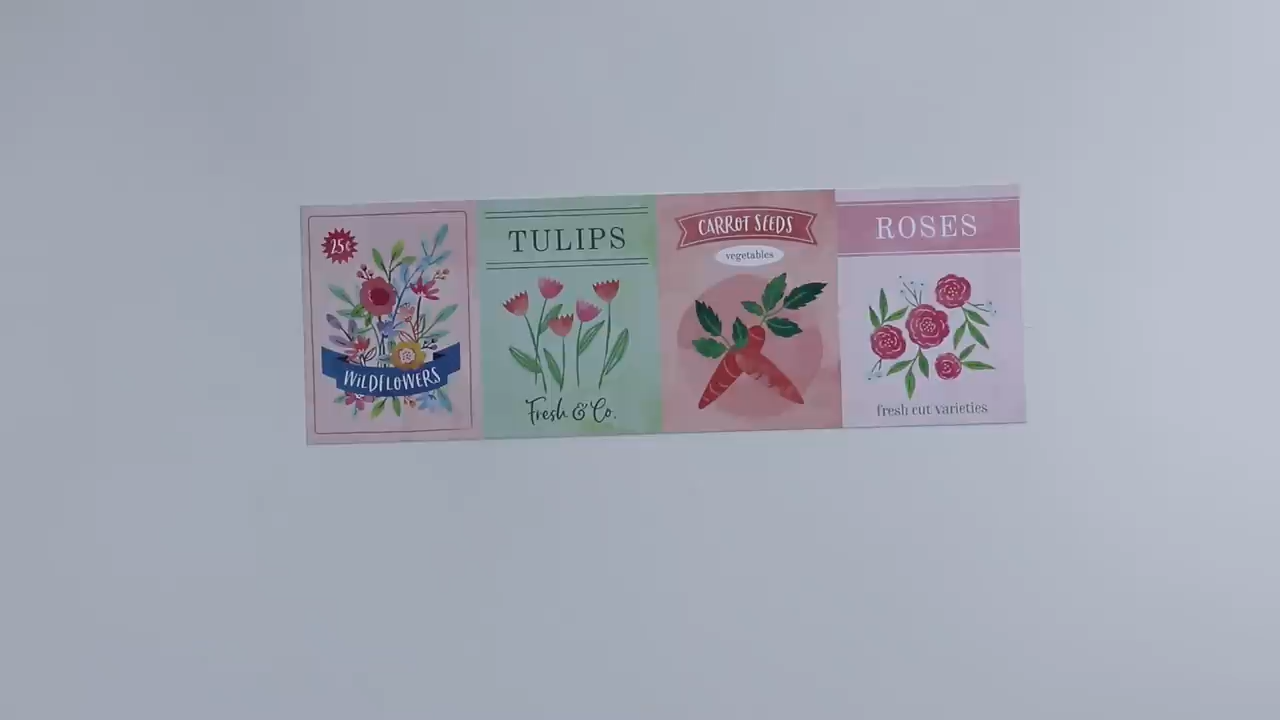 25¢
WILDFLOWERS
TULIPS
Fresh & Co.
CARROT SEEDS
vegetables
ROSES
fresh cut varieties